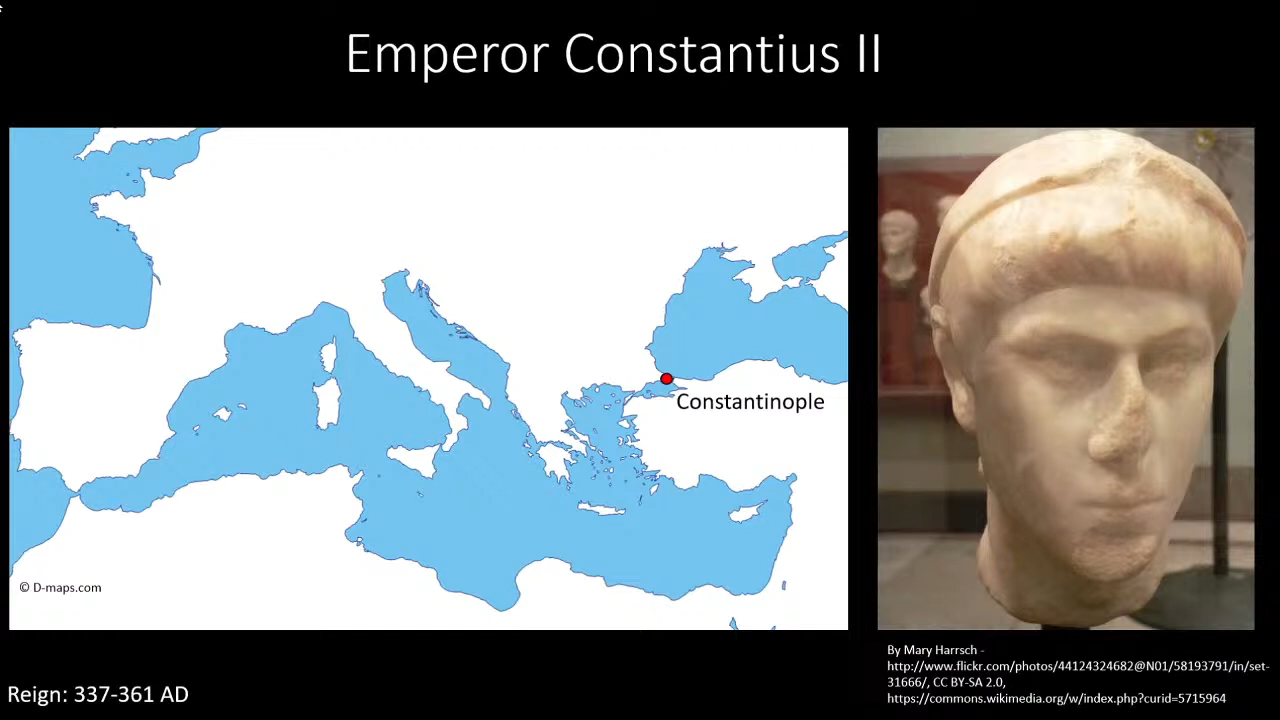 Emperor Constantius II
Constantinople
© D-maps.com
By Mary Harrsch -
http://www.flickr.com/photos/44124324682@N01/58193791/in/set-
31666/, CC BY-SA 2.0,
https://commons.wikimedia.org/w/index.php?curid=5715964
Reign: 337-361 AD